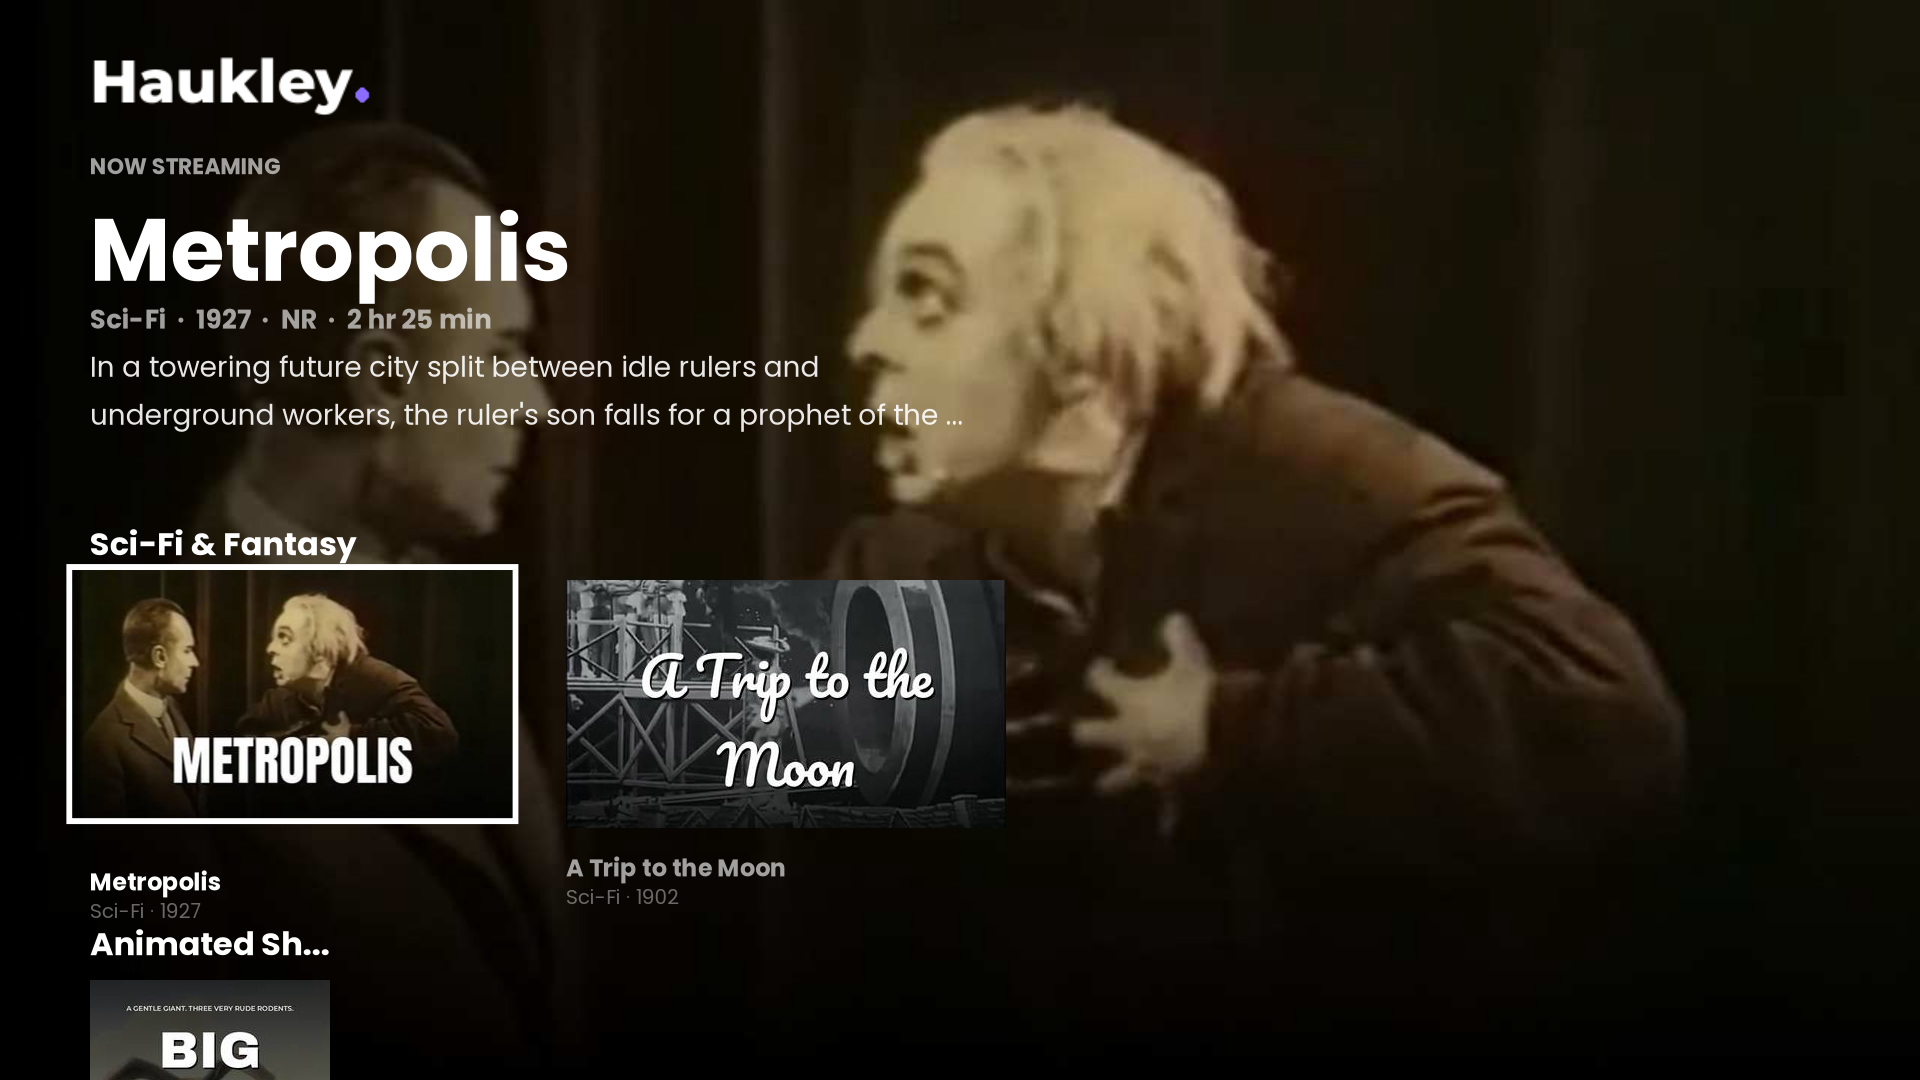 Haukley.
NOW STREAMING
Metropolis
Sci-Fi · 1927 · NR · 2 hr 25 min
In a towering future city split between idle rulers and
underground workers, the ruler's son falls for a prophet of the ...
Sci-Fi & Fantasy
METROPOLIS
A Trip to the
Moon
Metropolis
Sci-Fi · 1927
A Trip to the Moon
Sci-Fi · 1902
Animated Sh...
A GENTLE GIANT. THREE VERY RUDE RODENTS.
BIG